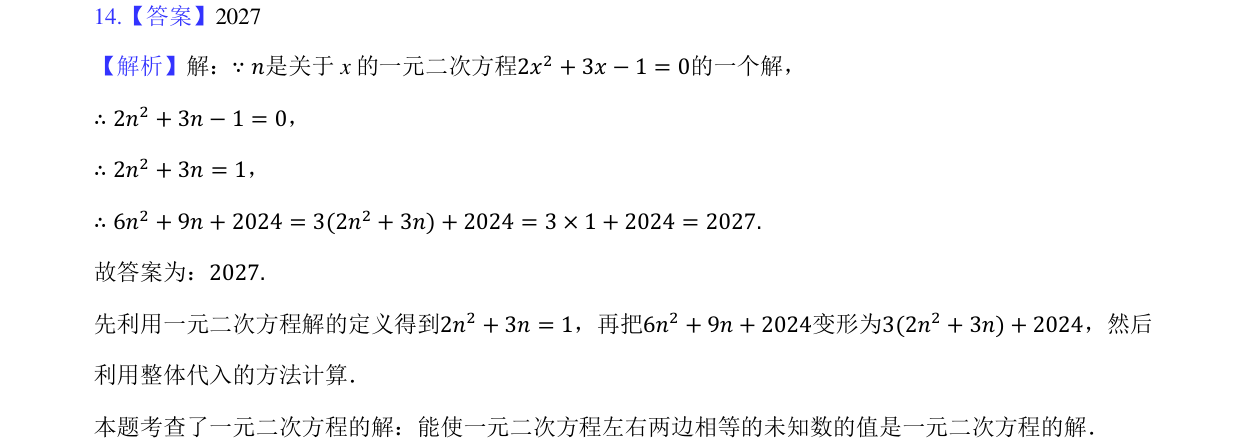 14.【答案】2027
【解析】解：∵ n是关于 x 的一元二次方程2x² + 3x − 1 = 0的一个解，
∴ 2n² + 3n − 1 = 0，
∴ 2n² + 3n = 1，
∴ 6n² + 9n + 2024 = 3(2n² + 3n) + 2024 = 3 × 1 + 2024 = 2027.
故答案为：2027.
先利用一元二次方程解的定义得到2n² + 3n = 1，再把6n² + 9n + 2024变形为3(2n² + 3n) + 2024，然后
利用整体代入的方法计算．
本题考查了一元二次方程的解：能使一元二次方程左右两边相等的未知数的值是一元二次方程的解．